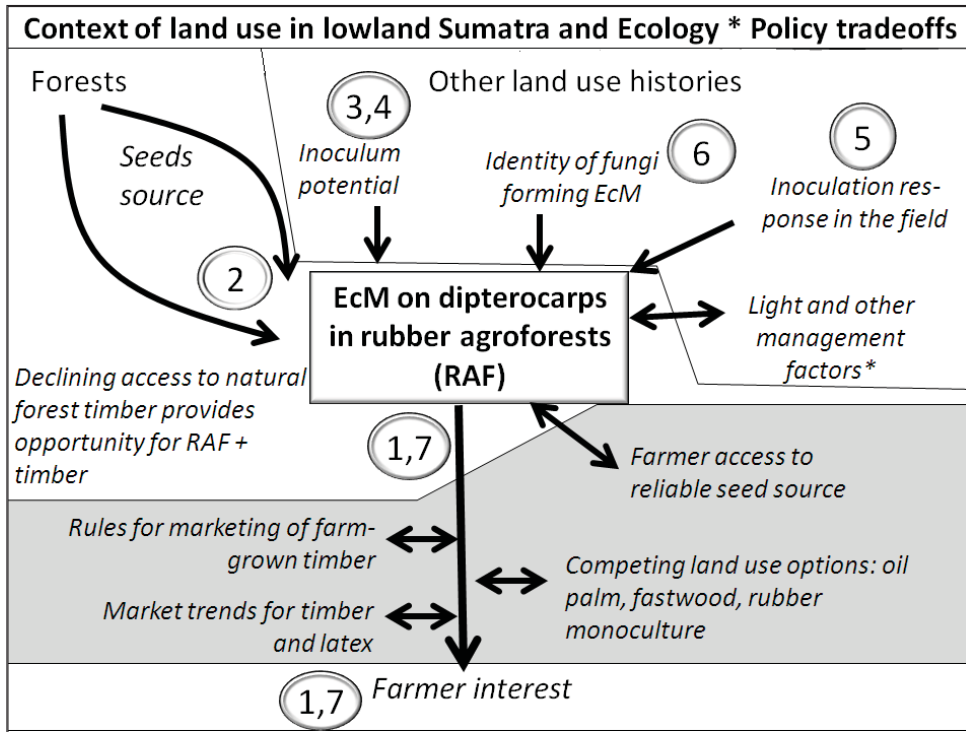 Context of land use in lowland Sumatra and Ecology * Policy tradeoffs
Forests
Other land use histories
Seeds
source
3,4
Inoculum
potential
Identity of fungi
forming EcM
6
5
Inoculation res-
ponse in the field
2
EcM on dipterocarps
in rubber agroforests
(RAF)
Light and other
management
factors*
Declining access to natural
forest timber provides
opportunity for RAF +
timber
1,7
Farmer access to
reliable seed source
Rules for marketing of farm-
grown timber
Market trends for timber
and latex
Competing land use options: oil
palm, fastwood, rubber
monoculture
1,7
Farmer interest